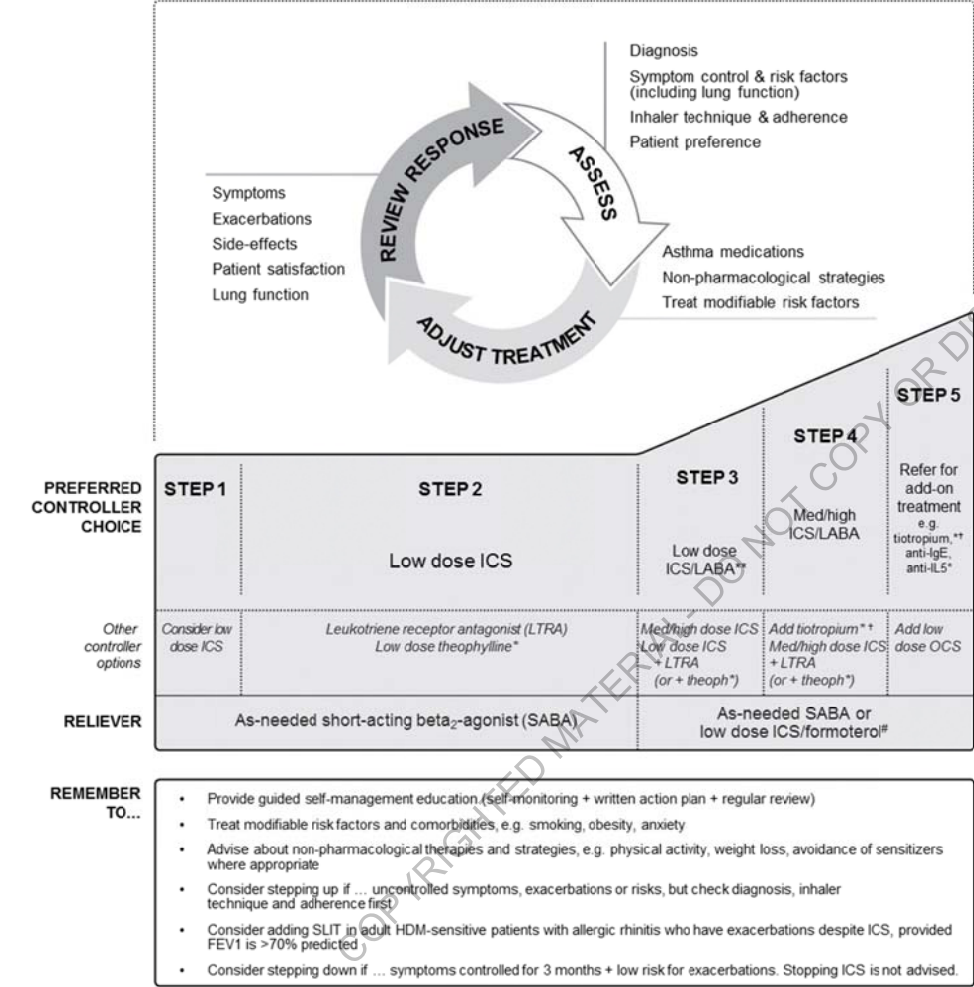 Diagnosis
Symptom control & risk factors
(including lung function)
Inhaler technique & adherence
Patient preference
REVIEW RESPONSE
ASSESS
ADJUST TREATMENT
Symptoms
Exacerbations
Side-effects
Patient satisfaction
Lung function
Asthma medications
Non-pharmacological strategies
Treat modifiable risk factors
PREFERRED
CONTROLLER
CHOICE
STEP 1
STEP 2
Low dose ICS
STEP 3
Low dose
ICS/LABA**
STEP 4
Med/high
ICS/LABA
STEP 5
Refer for
add-on
treatment
e.g.
tiotropium,*†
anti-IgE,
anti-IL5*
Other
controller
options
Consider low
dose ICS
Leukotriene receptor antagonist (LTRA)
Low dose theophylline*
Med/high dose ICS
Low dose ICS
+ LTRA
(or + theoph*)
Add tiotropium*†
Med/high dose ICS
+ LTRA
(or + theoph*)
Add low
dose OCS
RELIEVER
As-needed short-acting beta₂-agonist (SABA)
As-needed SABA or
low dose ICS/formoterol#
REMEMBER
TO...
• Provide guided self-management education (self-monitoring + written action plan + regular review)
• Treat modifiable risk factors and comorbidities, e.g. smoking, obesity, anxiety
• Advise about non-pharmacological therapies and strategies, e.g. physical activity, weight loss, avoidance of sensitizers
where appropriate
• Consider stepping up if … uncontrolled symptoms, exacerbations or risks, but check diagnosis, inhaler
technique and adherence first
• Consider adding SLIT in adult HDM-sensitive patients with allergic rhinitis who have exacerbations despite ICS, provided
FEV1 is >70% predicted
• Consider stepping down if … symptoms controlled for 3 months + low risk for exacerbations. Stopping ICS is not advised.
COPYRIGHTED MATERIAL - DO NOT COPY OR